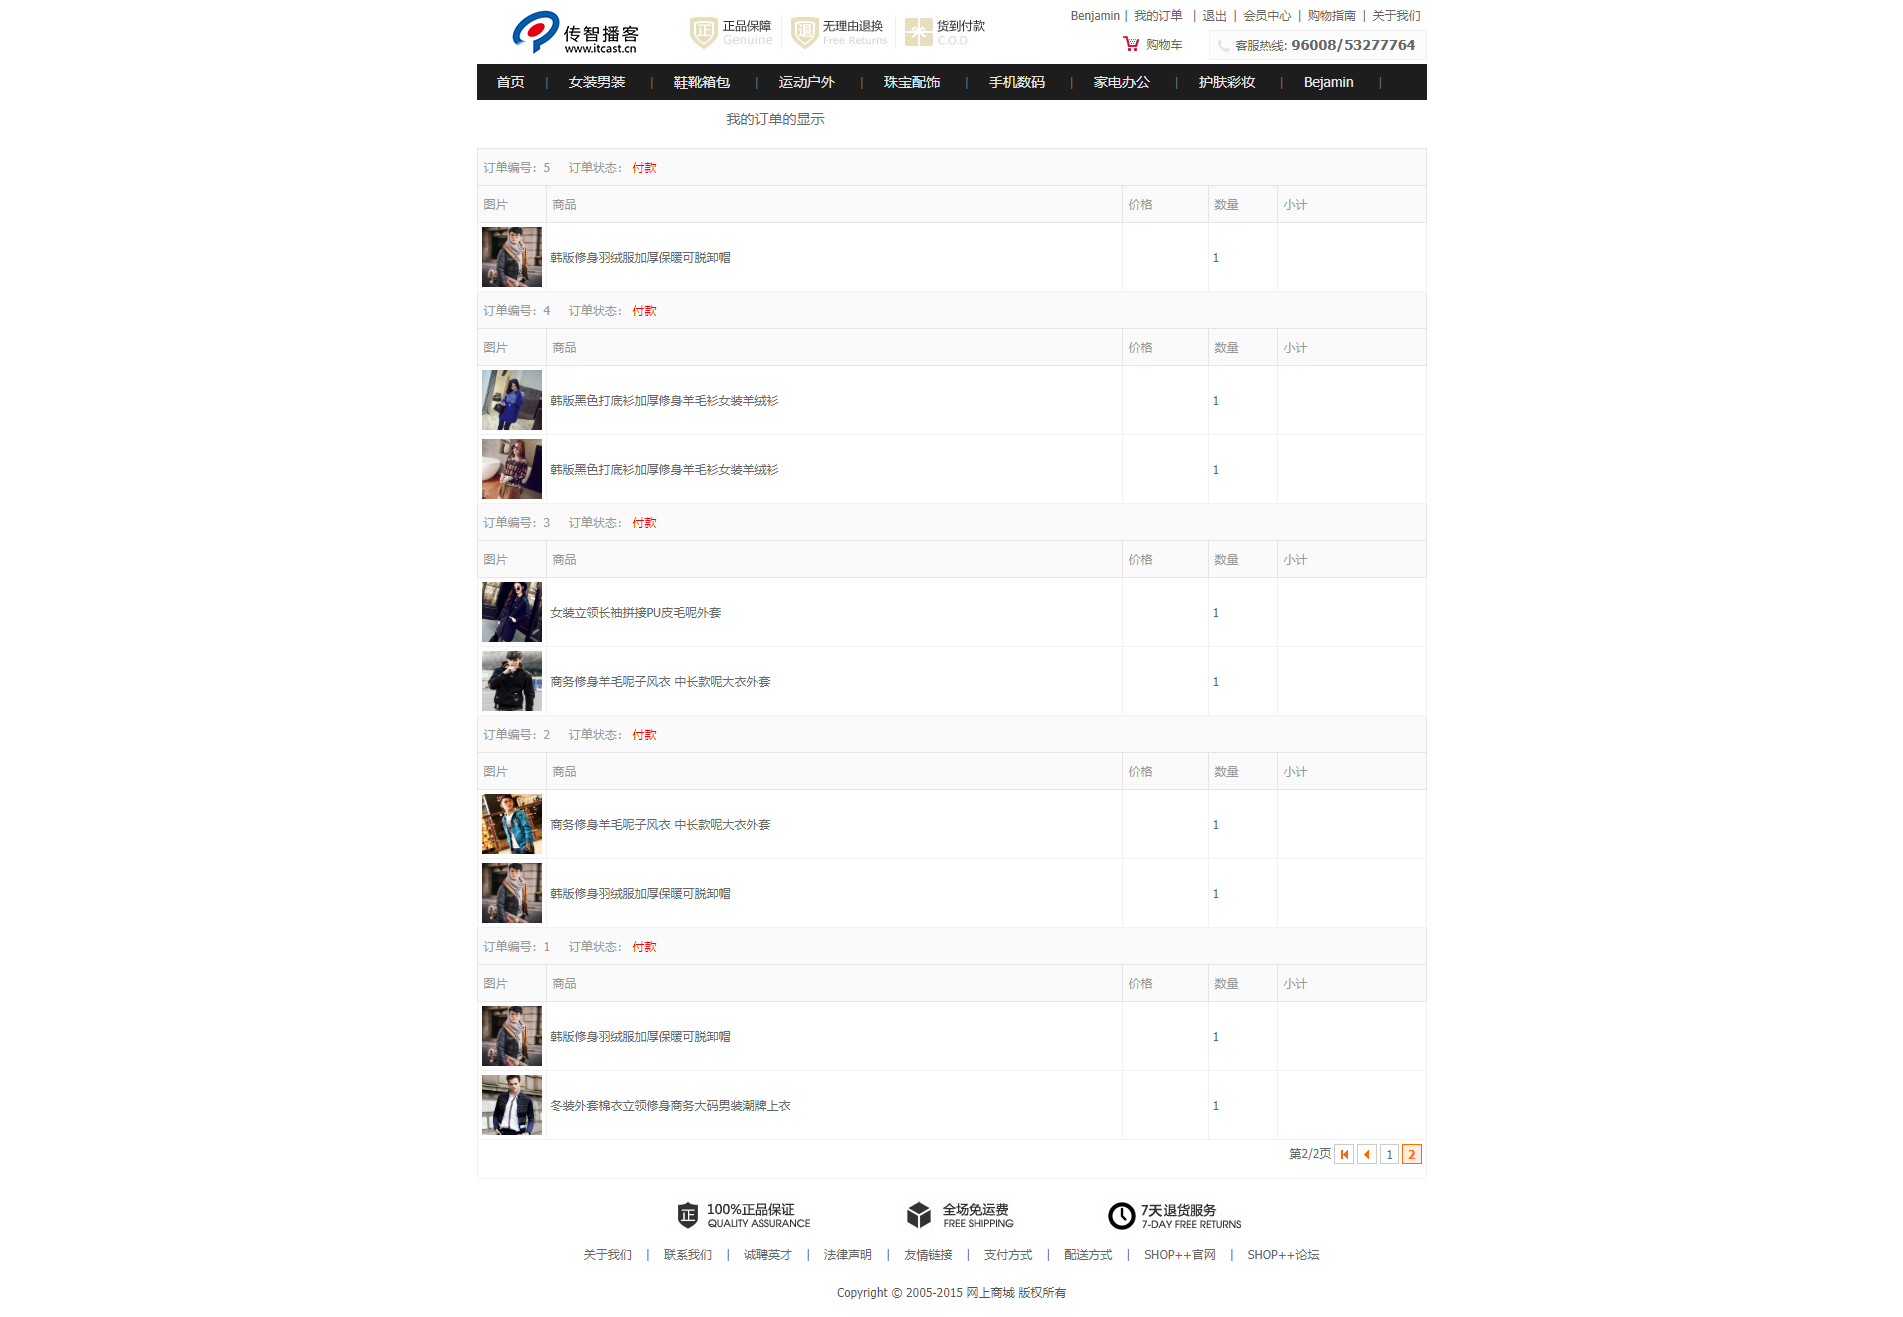 传智播客
www.itcast.cn
正品保障
Genuine
无理由退换
Free Returns
货到付款
C.O.D
Benjamin | 我的订单 | 退出 | 会员中心 | 购物指南 | 关于我们
购物车
客服热线: 96008/53277764
首页 | 女装男装 | 鞋靴箱包 | 运动户外 | 珠宝配饰 | 手机数码 | 家电办公 | 护肤彩妆 | Bejamin |
我的订单的显示
订单编号: 5 订单状态: 付款
图片 商品 价格 数量 小计
韩版修身羽绒服加厚保暖可脱卸帽 1
订单编号: 4 订单状态: 付款
图片 商品 价格 数量 小计
韩版黑色打底衫加厚修身羊毛衫女装羊绒衫 1
韩版黑色打底衫加厚修身羊毛衫女装羊绒衫 1
订单编号: 3 订单状态: 付款
图片 商品 价格 数量 小计
女装立领长袖拼接PU皮毛呢外套 1
商务修身羊毛呢子风衣 中长款呢大衣外套 1
订单编号: 2 订单状态: 付款
图片 商品 价格 数量 小计
商务修身羊毛呢子风衣 中长款呢大衣外套 1
韩版修身羽绒服加厚保暖可脱卸帽 1
订单编号: 1 订单状态: 付款
图片 商品 价格 数量 小计
韩版修身羽绒服加厚保暖可脱卸帽 1
冬装外套棉衣立领修身商务大码男装潮牌上衣 1
第2/2页 1 2
正 100%正品保证
QUALITY ASSURANCE
全场免运费
FREE SHIPPING
7天退货服务
7-DAY FREE RETURNS
关于我们 | 联系我们 | 诚聘英才 | 法律声明 | 友情链接 | 支付方式 | 配送方式 | SHOP++官网 | SHOP++论坛
Copyright © 2005-2015 网上商城 版权所有